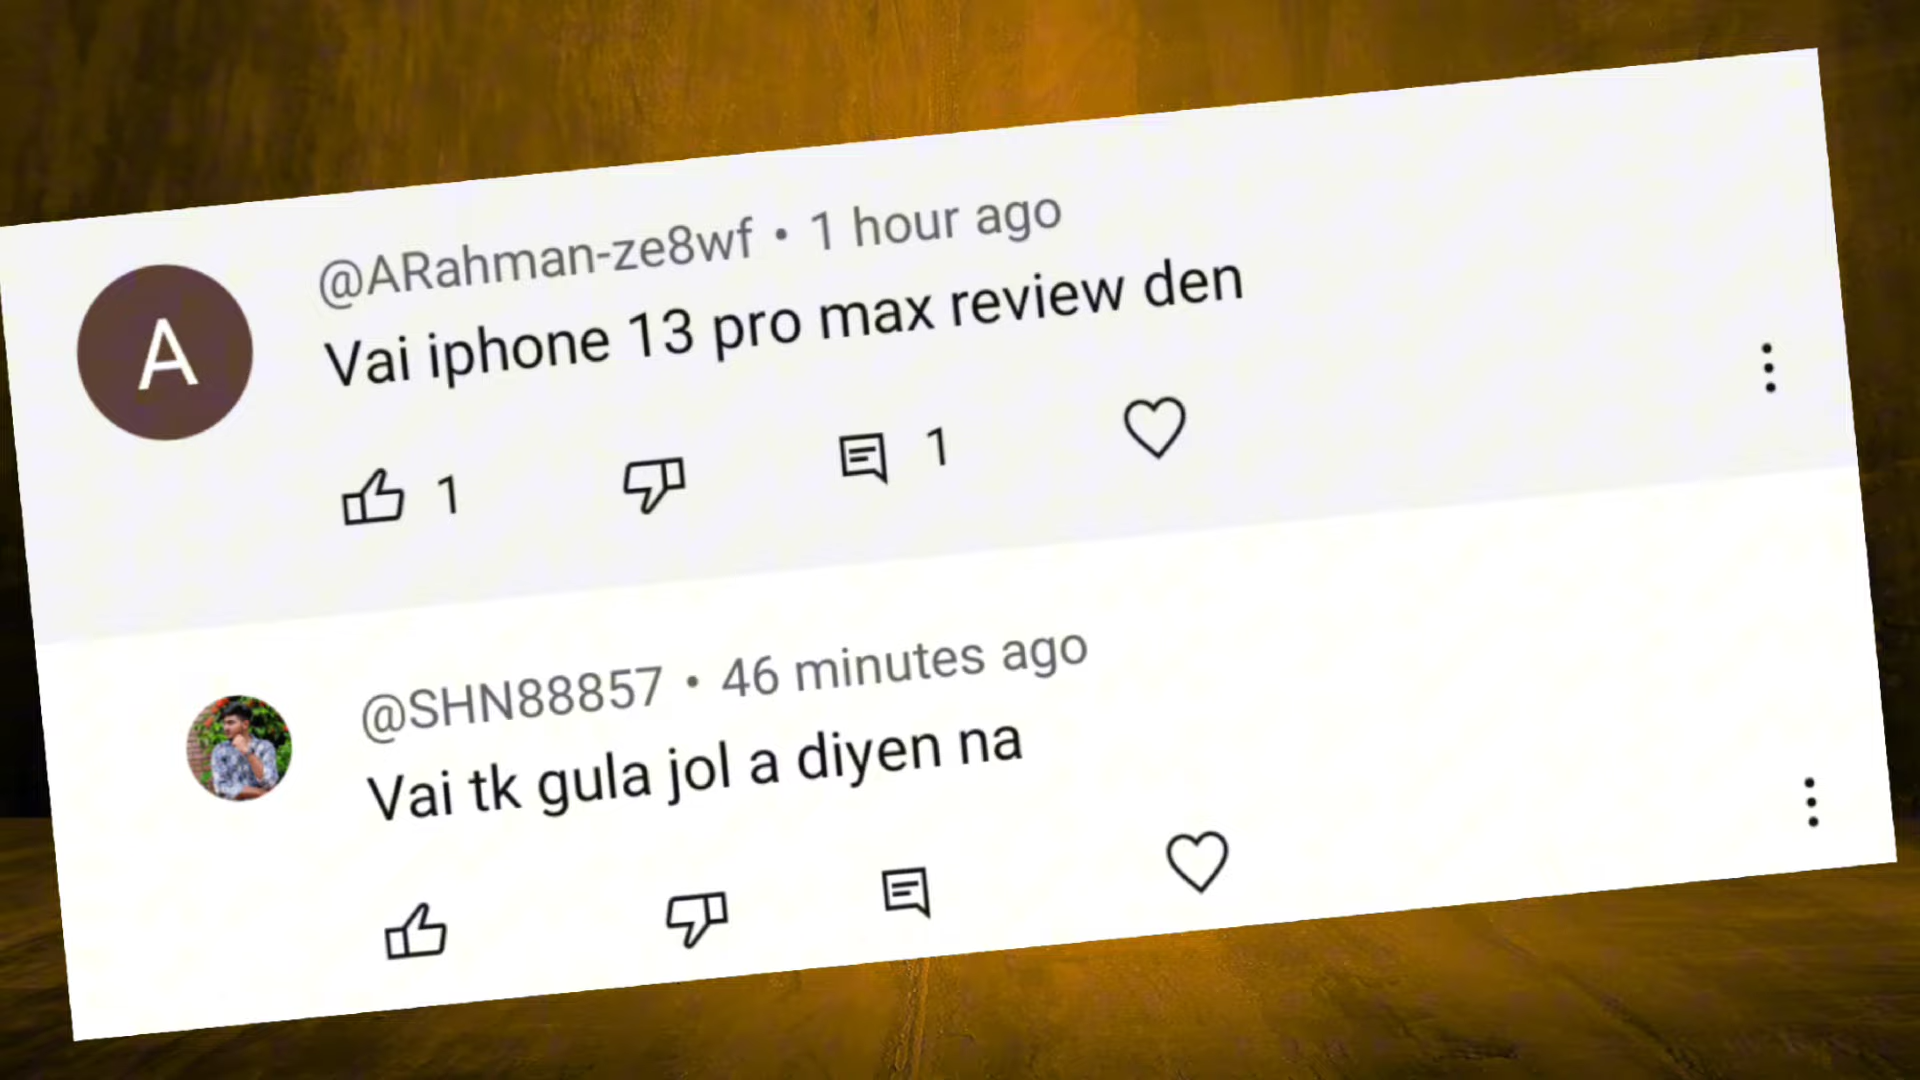 A
@ARahman-ze8wf • 1 hour ago
Vai iphone 13 pro max review den
1
1
@SHN88857 • 46 minutes ago
Vai tk gula jol a diyen na